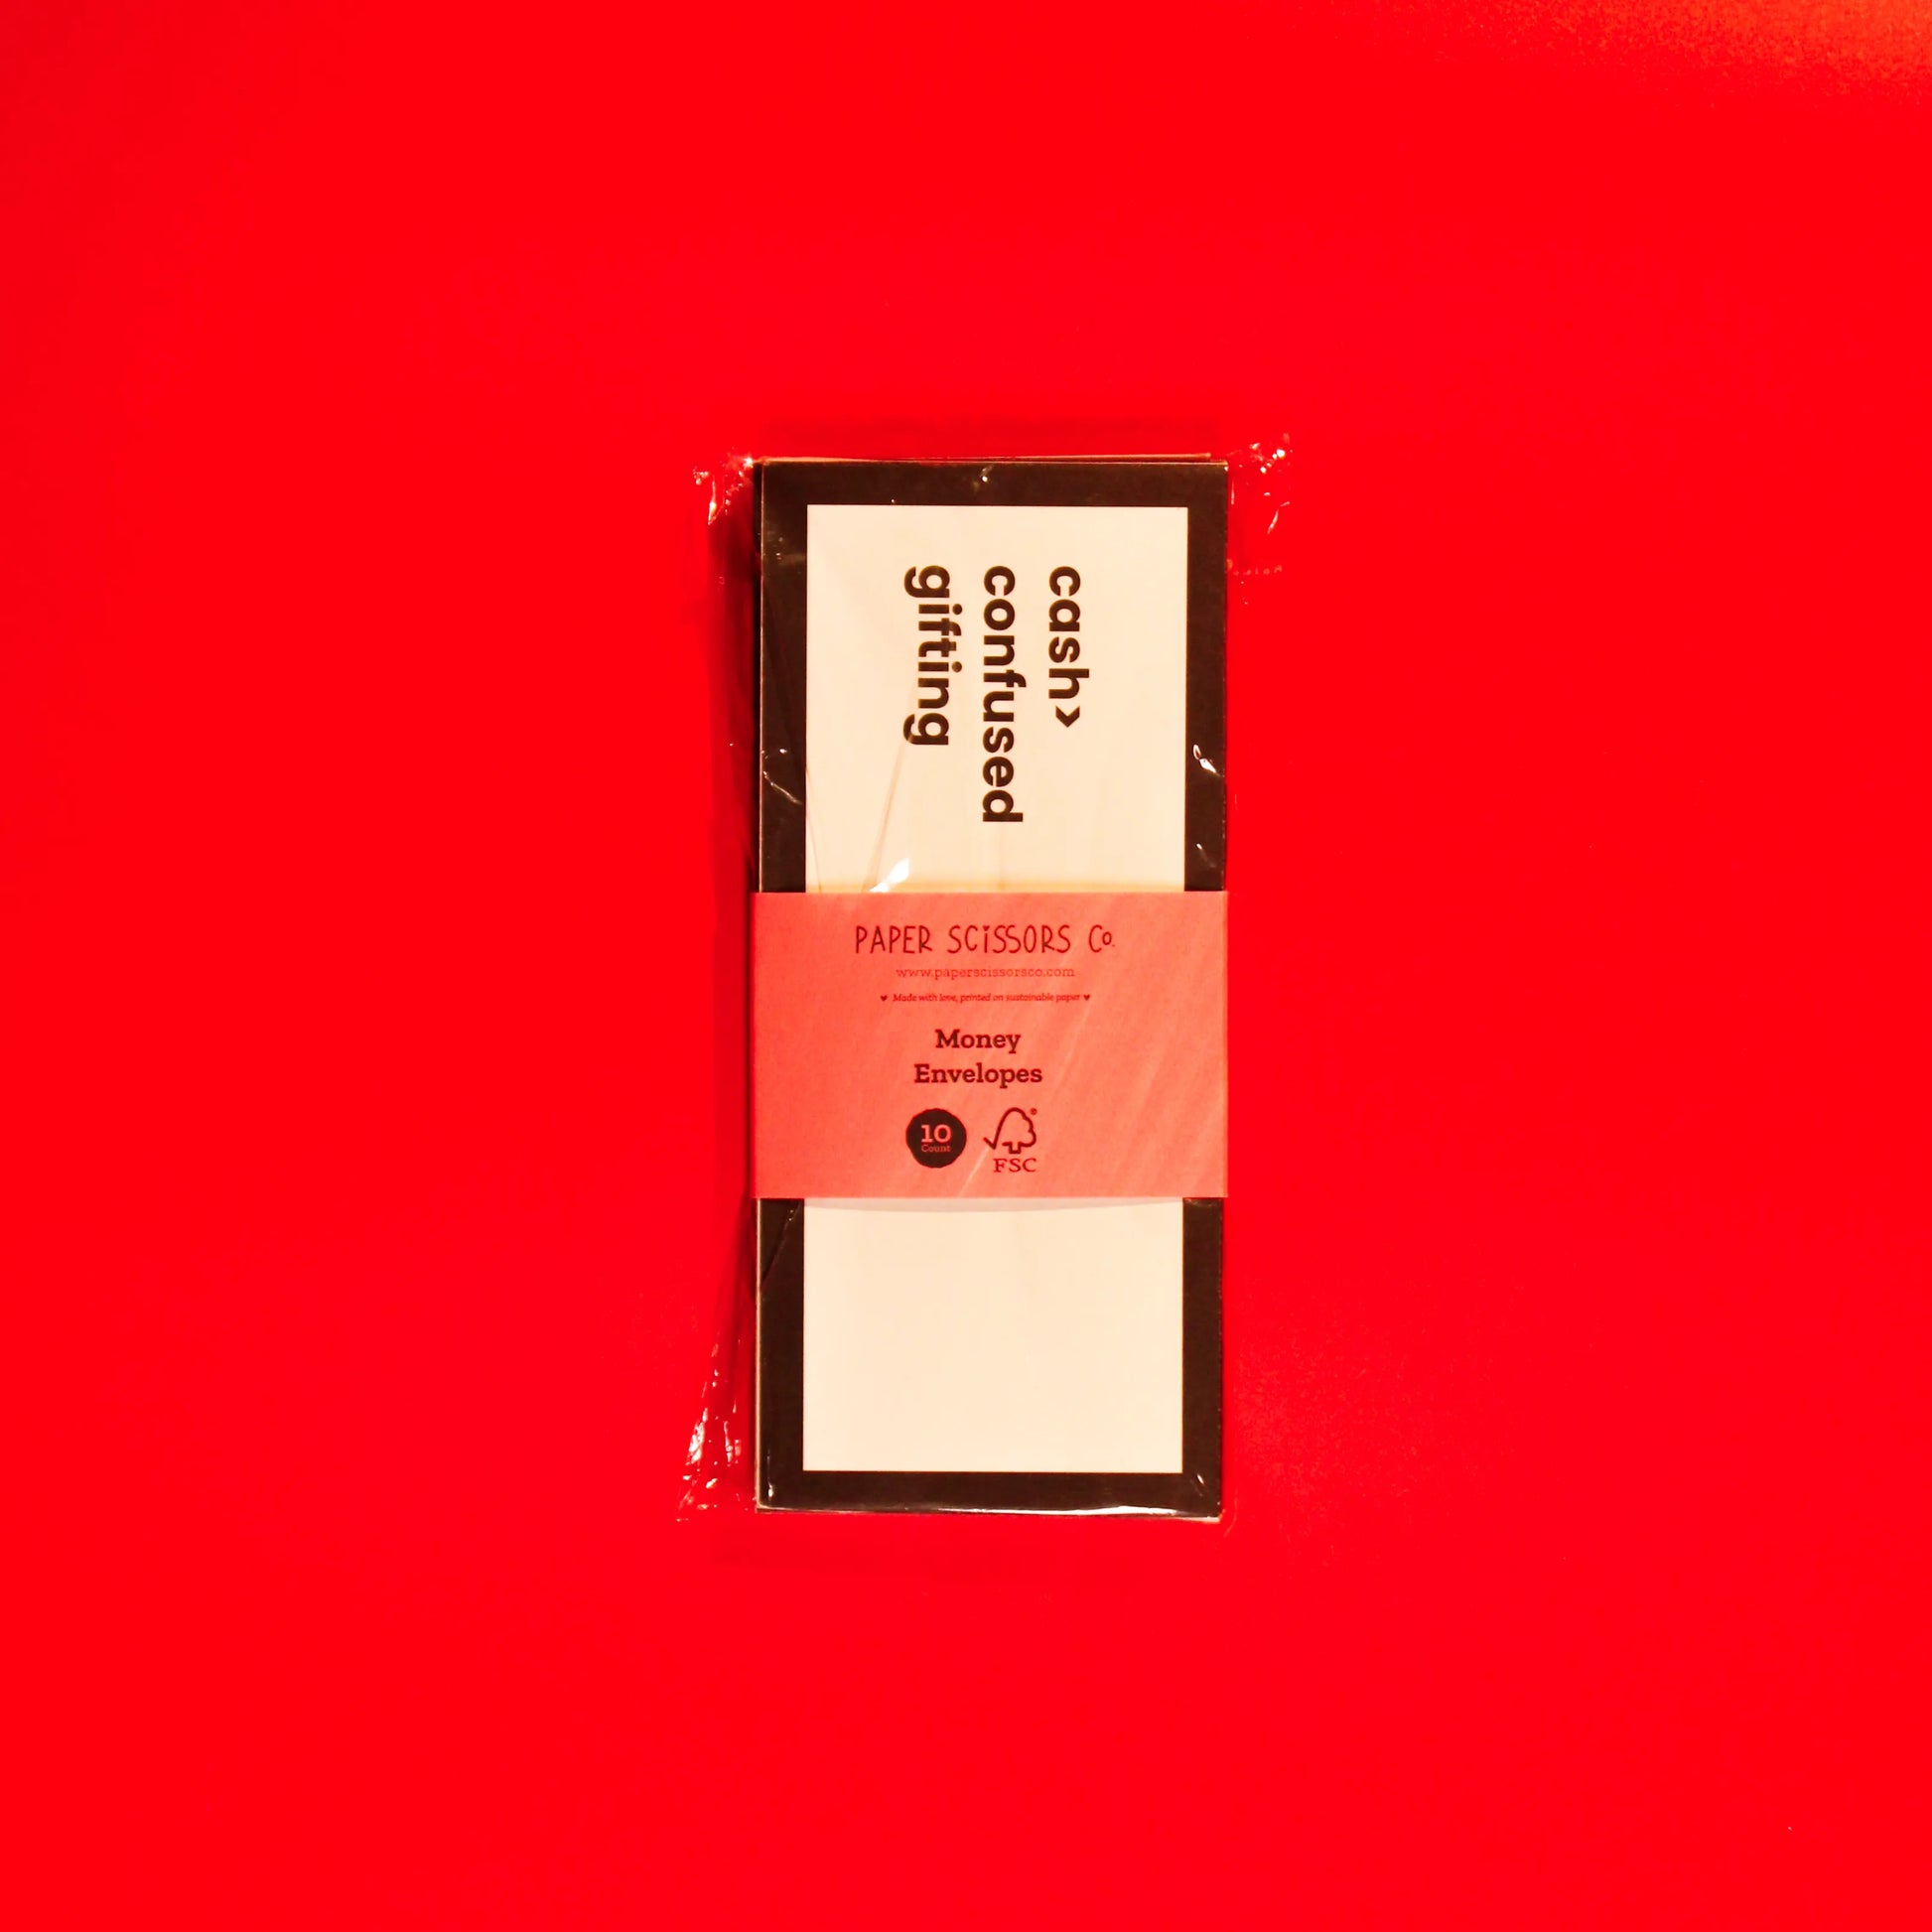 cash>
confused
gifting
PAPER SCISSORS Co.
www.paperscissorsco.com
♥ Made with love, printed on sustainable paper ♥
Money
Envelopes
10
Count
FSC®